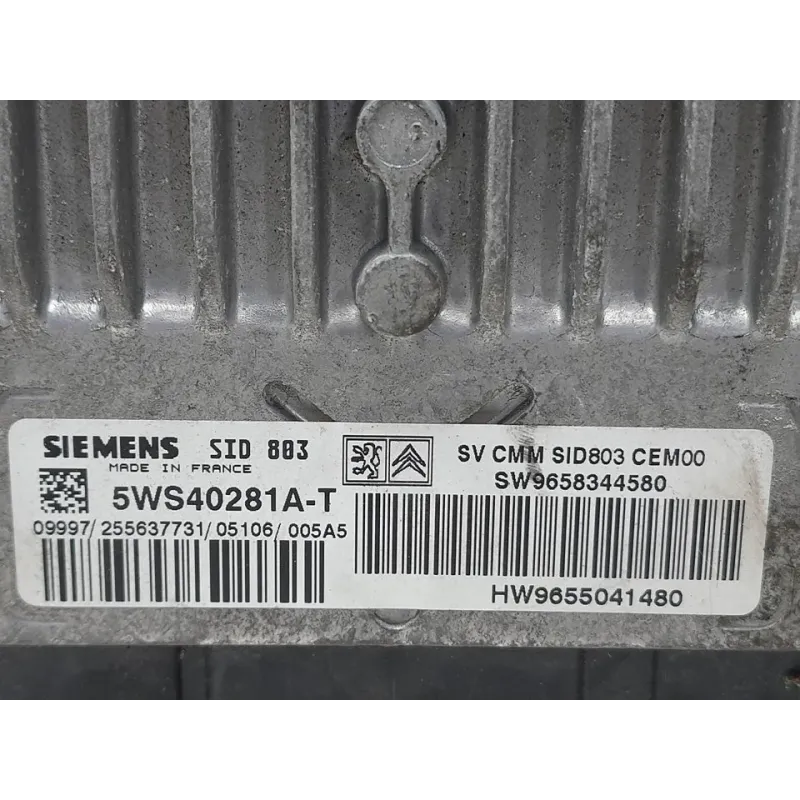 SIEMENS SID 803
MADE IN FRANCE
5WS40281A-T
09997/255637731/05106/005A5
SV CMM SID803 CEM00
SW9658344580
HW9655041480